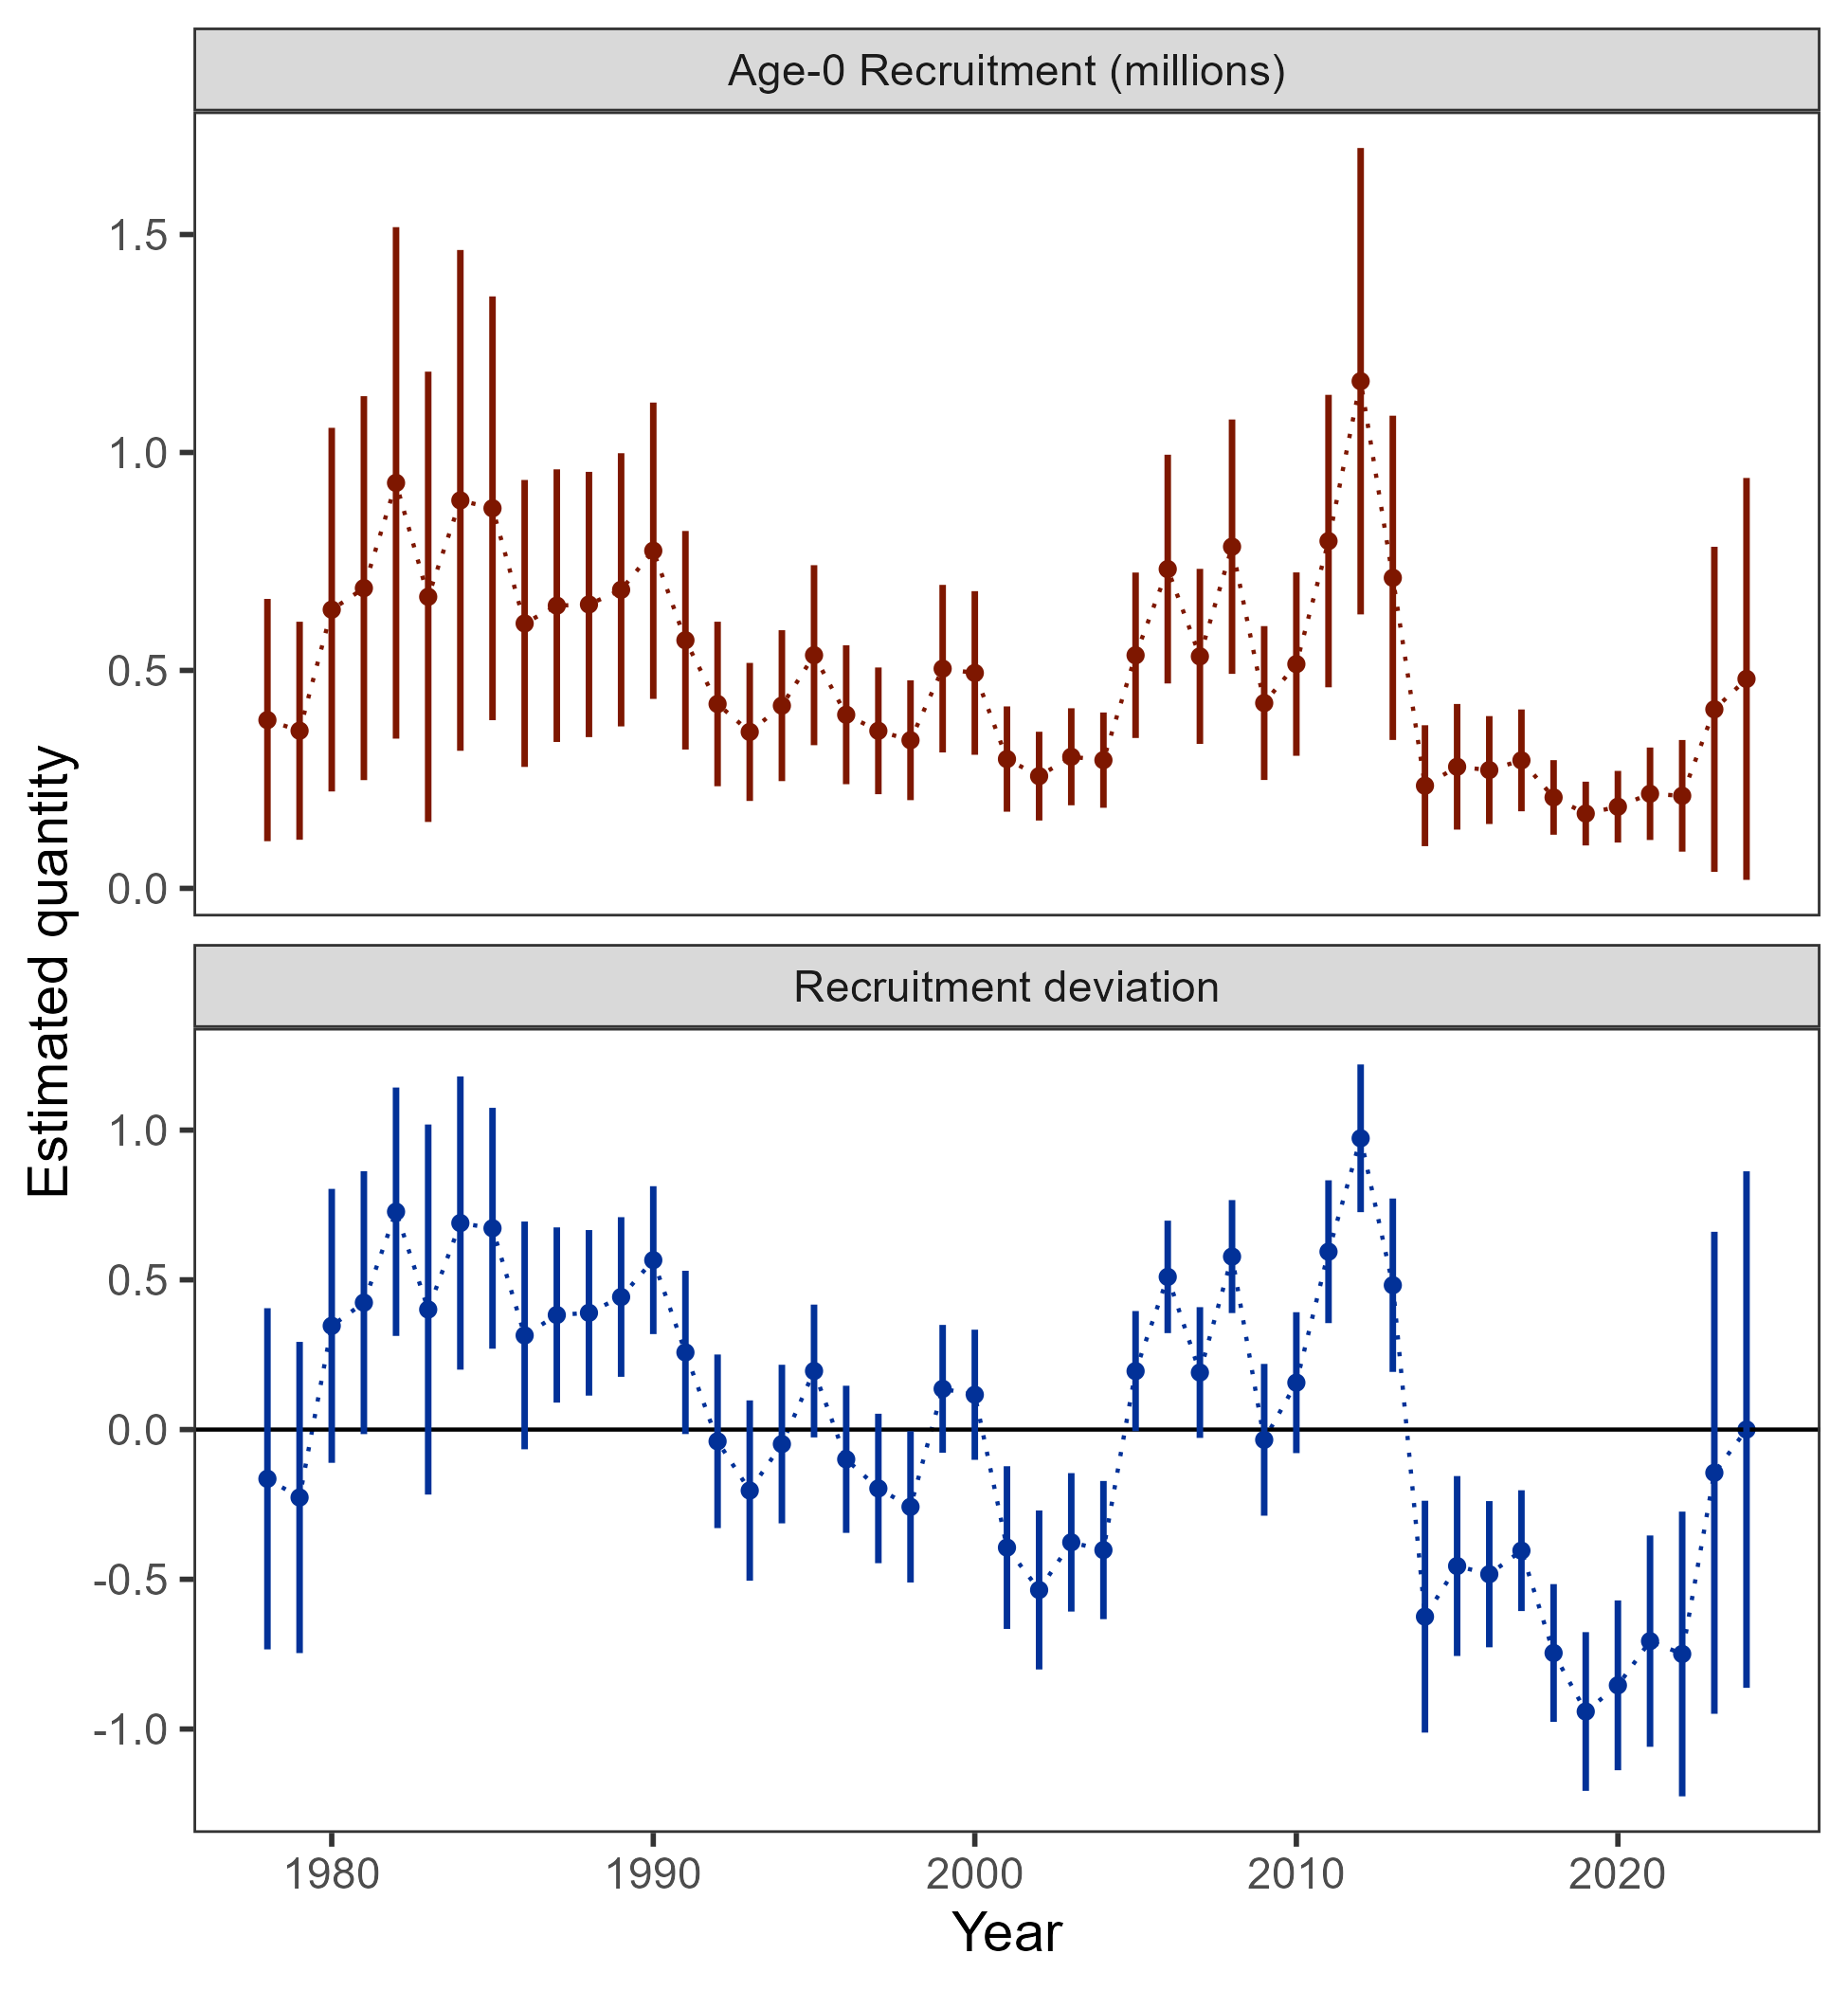 Age-0 Recruitment (millions)
1.5
1.0
0.5
0.0
Estimated quantity
Recruitment deviation
1.0
0.5
0.0
-0.5
-1.0
1980 1990 2000 2010 2020
Year